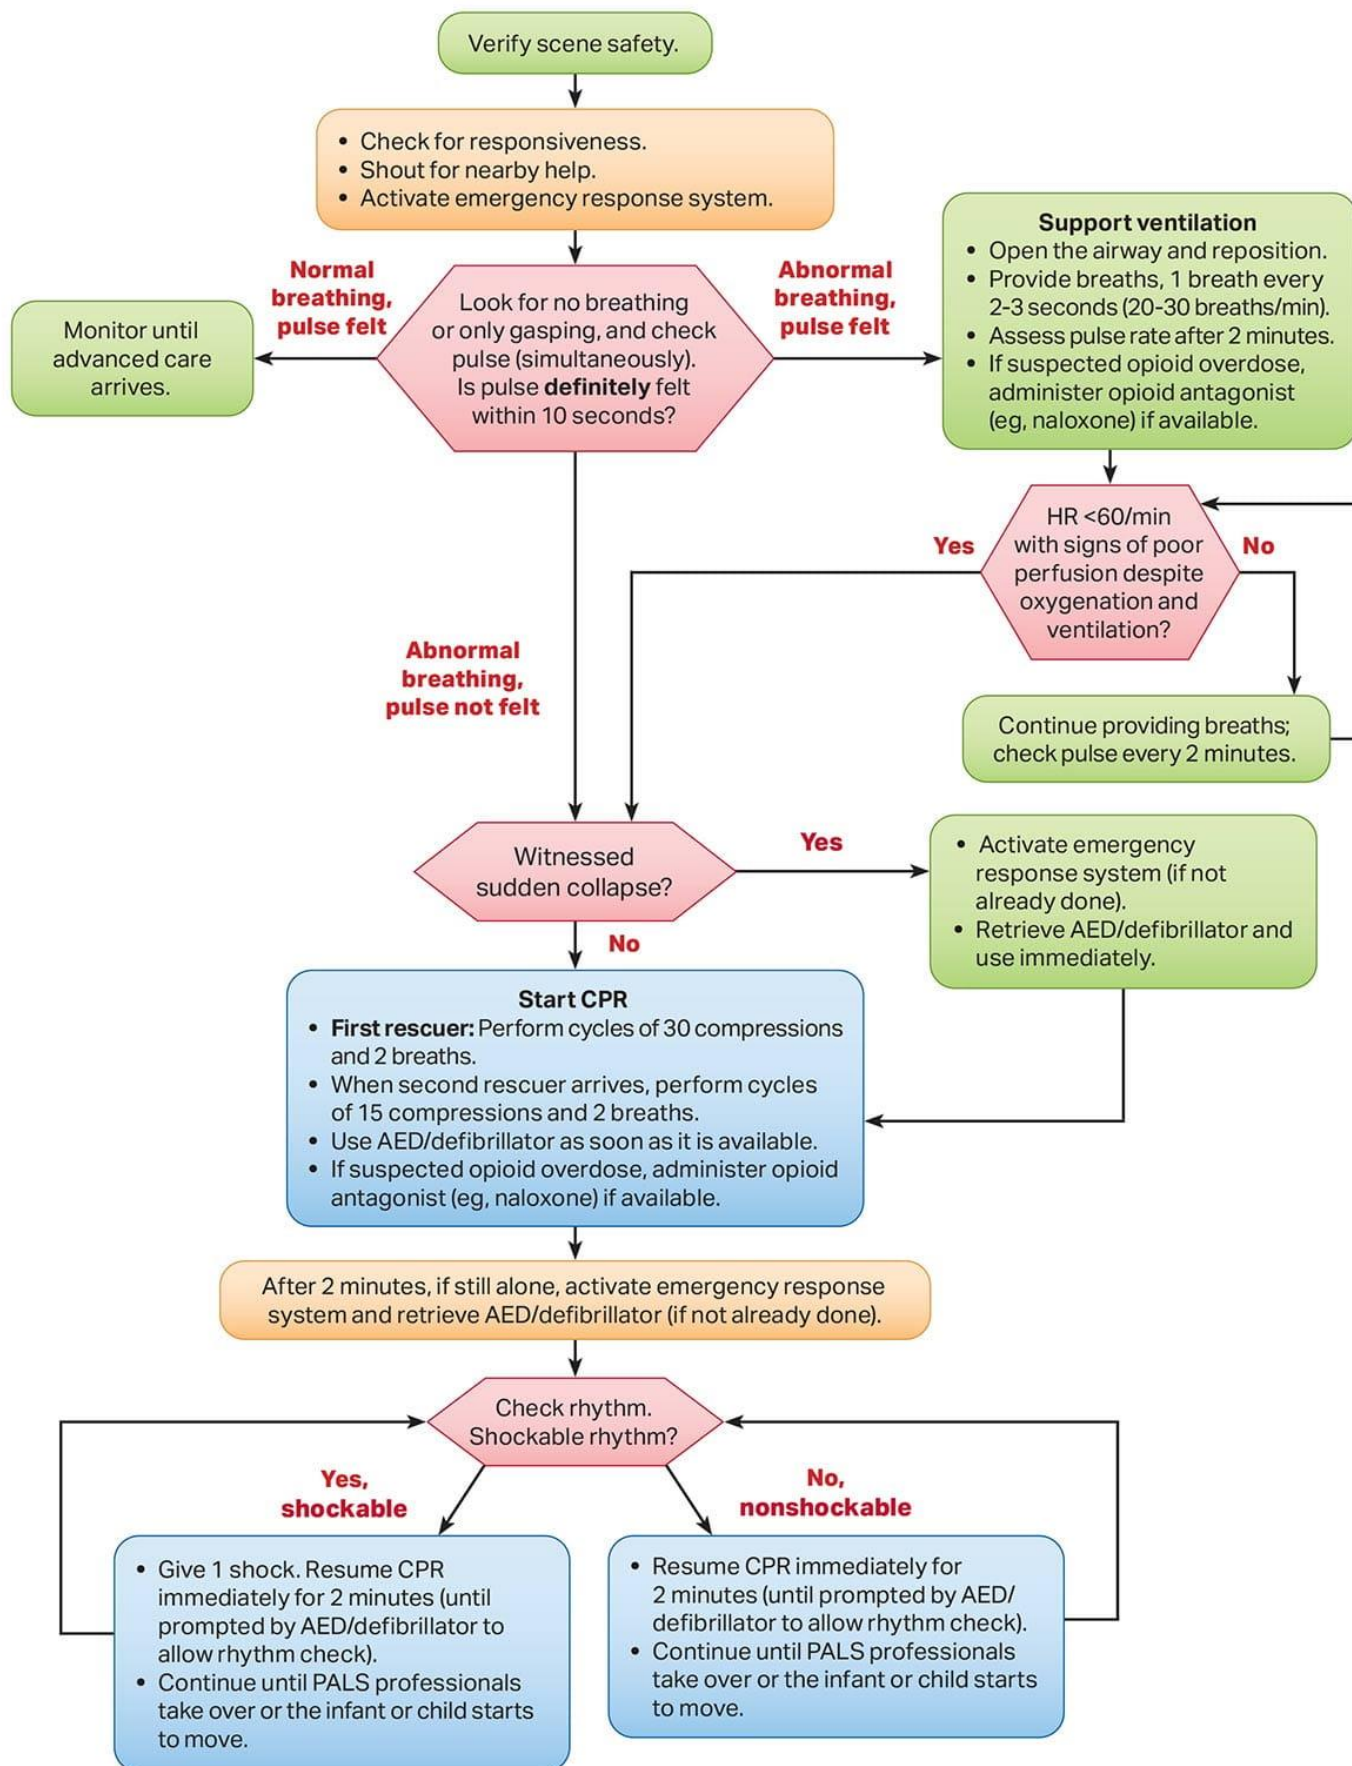 Verify scene safety.
• Check for responsiveness.
• Shout for nearby help.
• Activate emergency response system.
Normal
breathing,
pulse felt
Abnormal
breathing,
pulse felt
Look for no breathing
or only gasping, and check
pulse (simultaneously).
Is pulse definitely felt
within 10 seconds?
Monitor until
advanced care
arrives.
Support ventilation
• Open the airway and reposition.
• Provide breaths, 1 breath every
2-3 seconds (20-30 breaths/min).
• Assess pulse rate after 2 minutes.
• If suspected opioid overdose,
administer opioid antagonist
(eg, naloxone) if available.
HR <60/min
with signs of poor
perfusion despite
oxygenation and
ventilation?
Yes
No
Abnormal
breathing,
pulse not felt
Continue providing breaths;
check pulse every 2 minutes.
Witnessed
sudden collapse?
Yes
• Activate emergency
response system (if not
already done).
• Retrieve AED/defibrillator and
use immediately.
No
Start CPR
• First rescuer: Perform cycles of 30 compressions
and 2 breaths.
• When second rescuer arrives, perform cycles
of 15 compressions and 2 breaths.
• Use AED/defibrillator as soon as it is available.
• If suspected opioid overdose, administer opioid
antagonist (eg, naloxone) if available.
After 2 minutes, if still alone, activate emergency response
system and retrieve AED/defibrillator (if not already done).
Check rhythm.
Shockable rhythm?
Yes,
shockable
No,
nonshockable
• Give 1 shock. Resume CPR
immediately for 2 minutes (until
prompted by AED/defibrillator to
allow rhythm check).
• Continue until PALS professionals
take over or the infant or child starts
to move.
• Resume CPR immediately for
2 minutes (until prompted by AED/
defibrillator to allow rhythm check).
• Continue until PALS professionals
take over or the infant or child starts
to move.